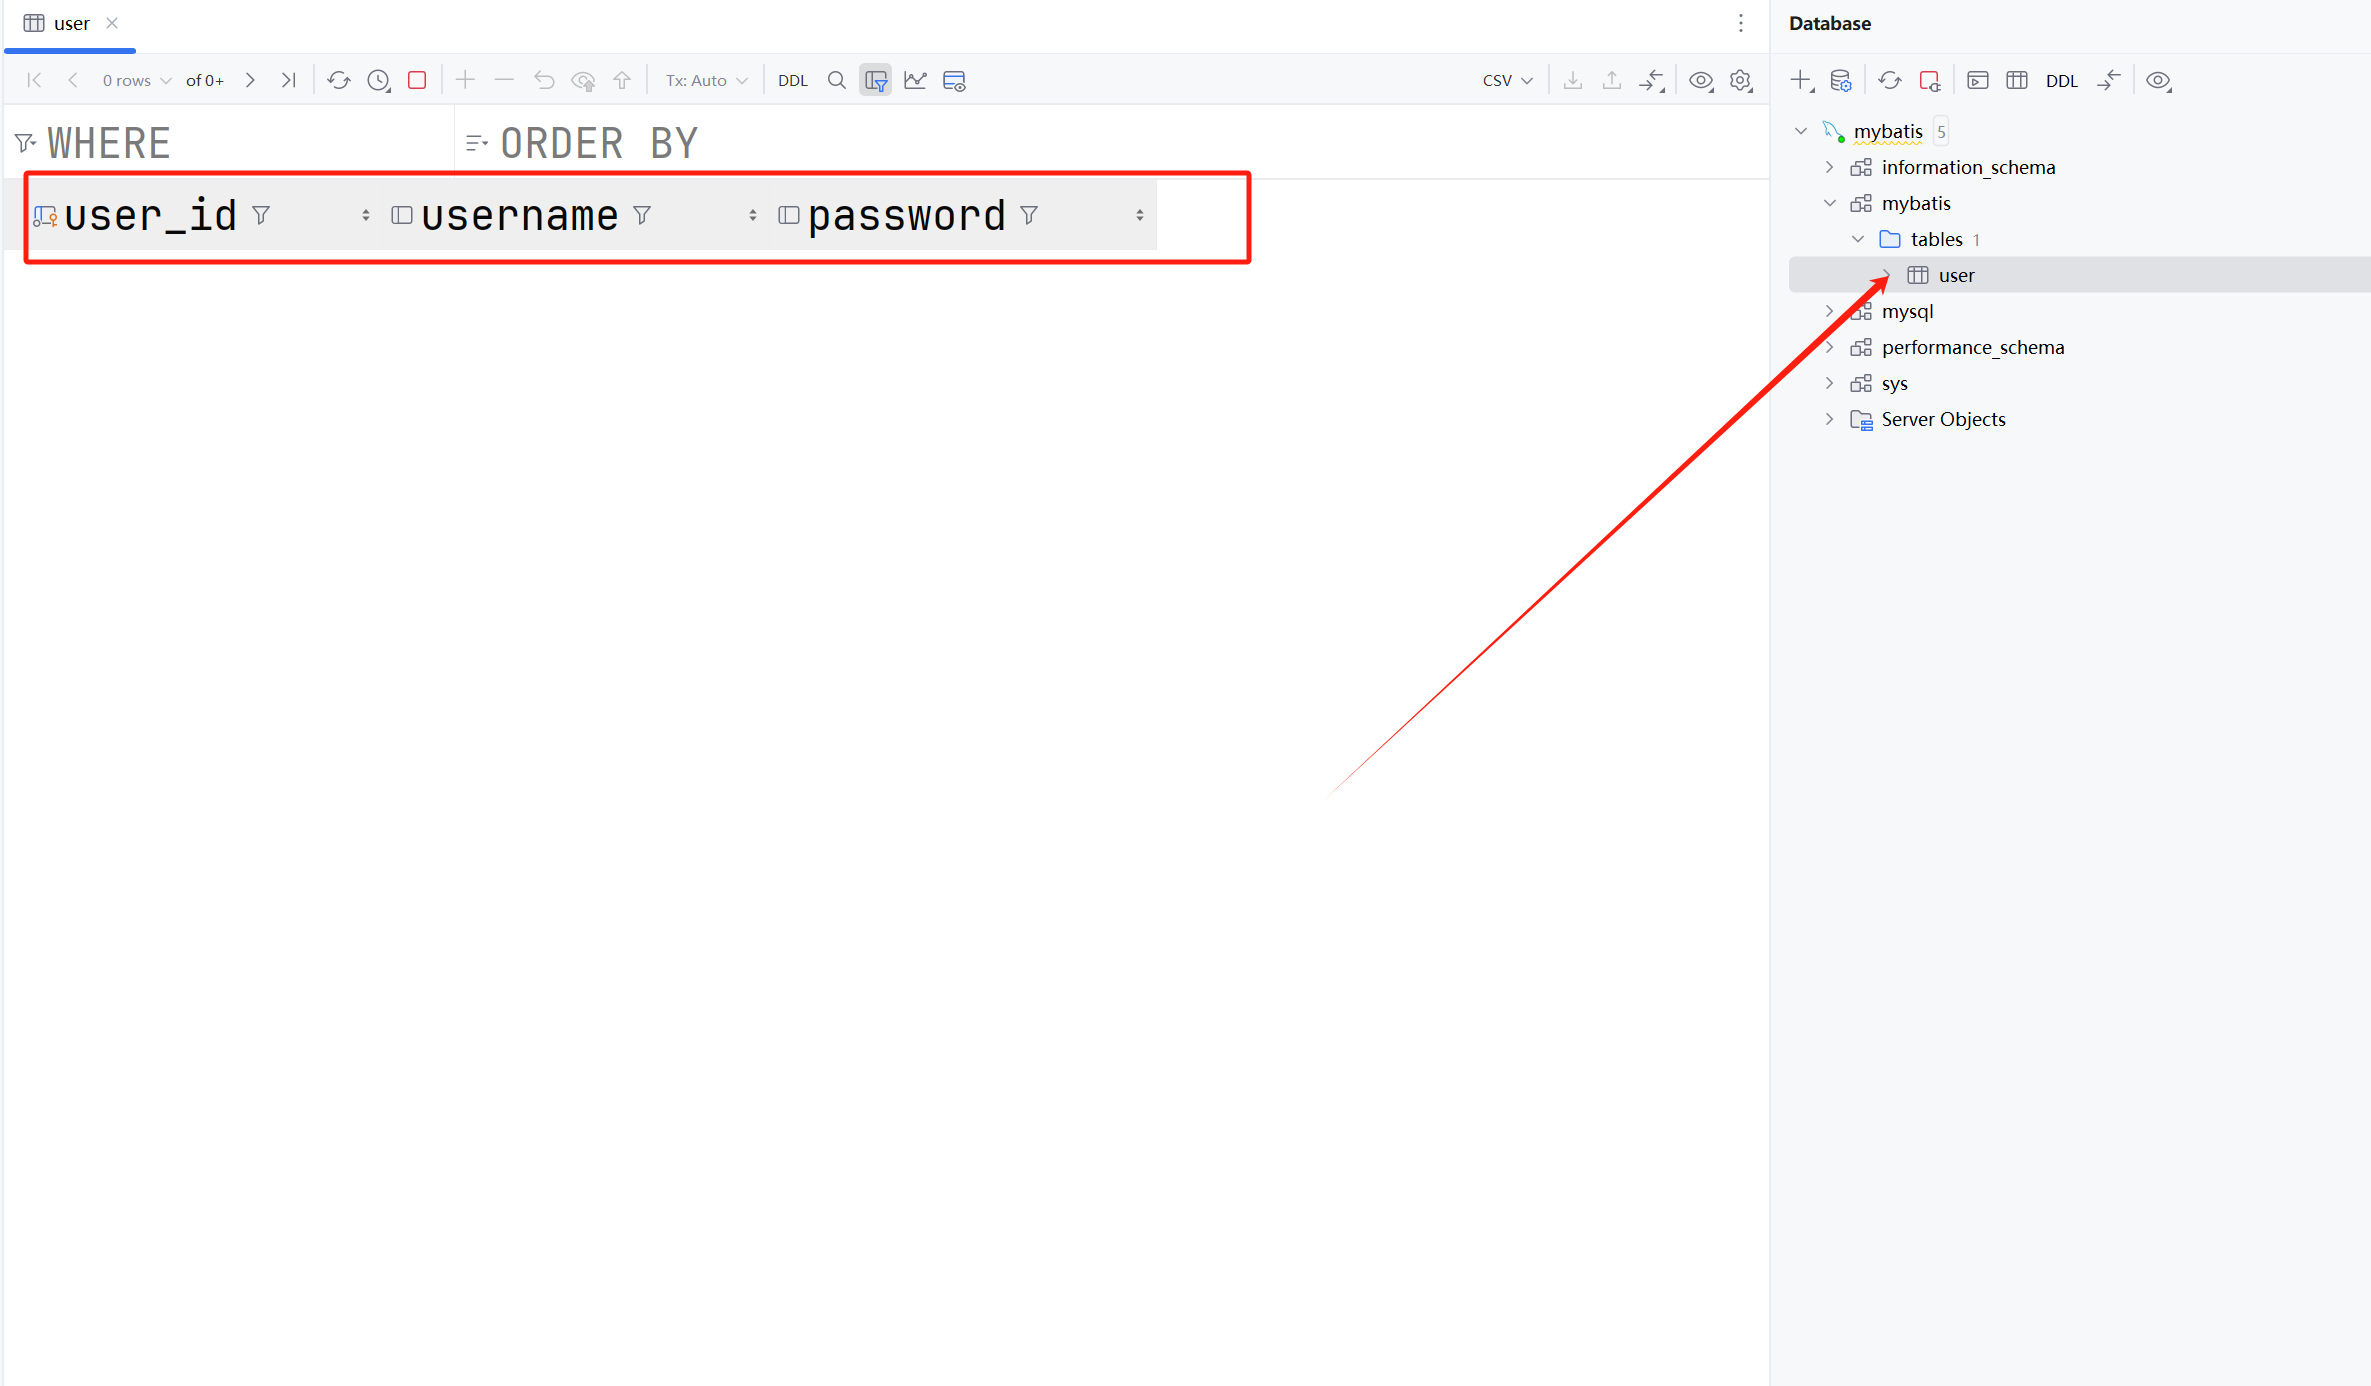 user
0 rows of 0+ Tx: Auto DDL CSV
WHERE ORDER BY
user_id username password
Database
DDL
mybatis 5
information_schema
mybatis
tables 1
user
mysql
performance_schema
sys
Server Objects